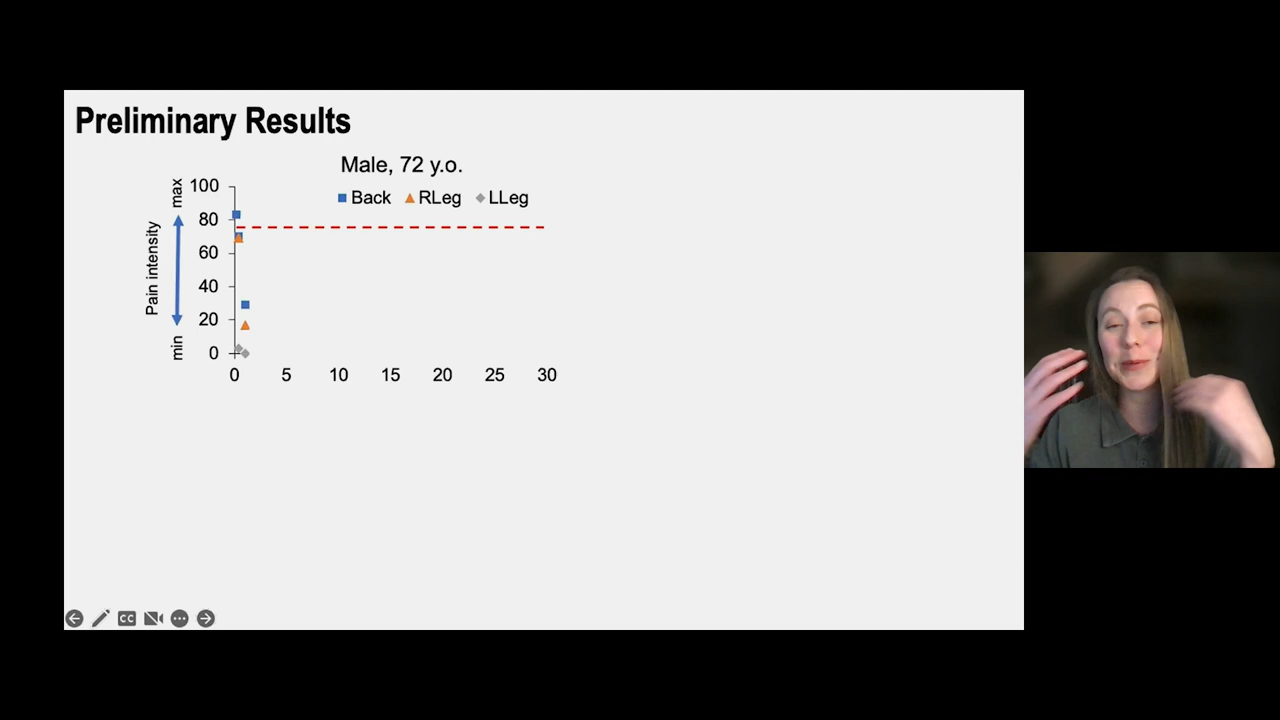 Preliminary Results
Male, 72 y.o.
Back RLeg LLeg
Pain intensity
max
min
100
80
60
40
20
0
0 5 10 15 20 25 30
CC